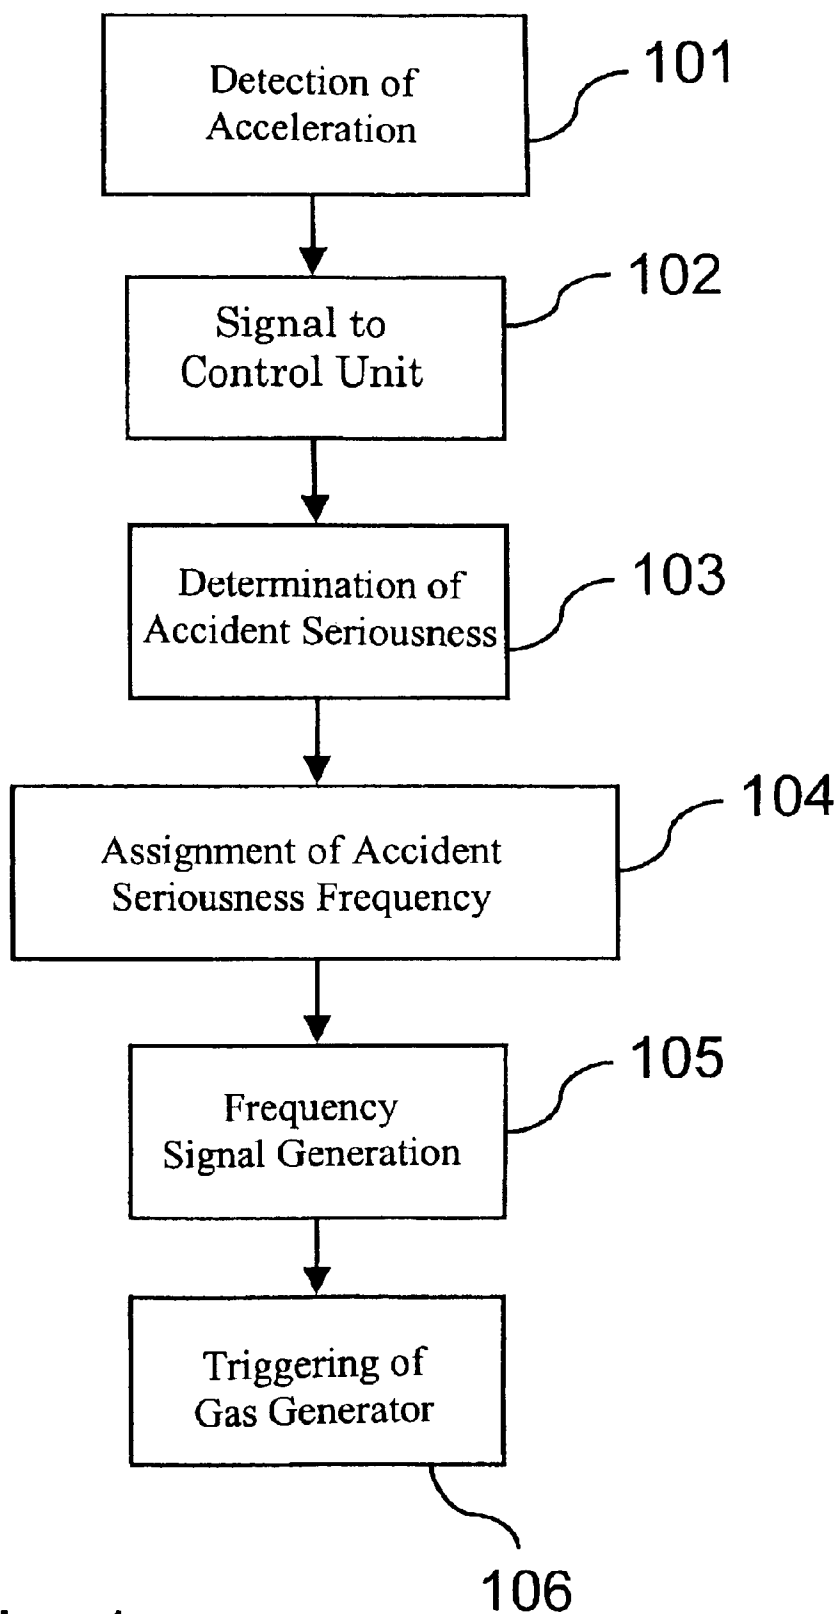 Detection of
Acceleration
101
Signal to
Control Unit
102
Determination of
Accident Seriousness
103
Assignment of Accident
Seriousness Frequency
104
Frequency
Signal Generation
105
Triggering of
Gas Generator
106